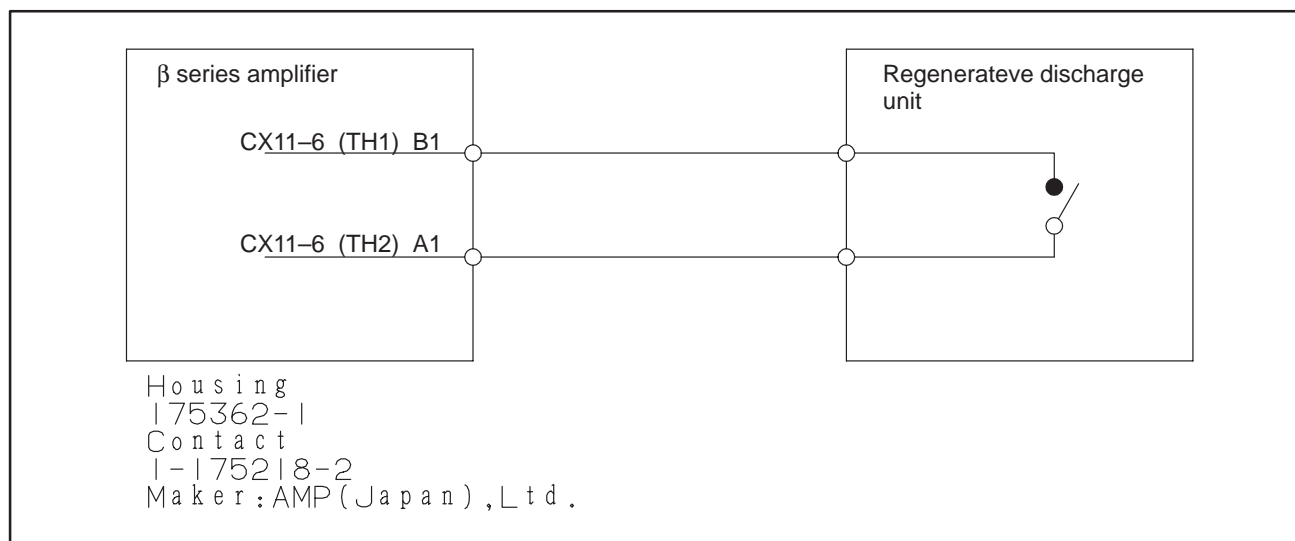 β series amplifier
Regenerateve discharge
unit
CX11–6 (TH1) B1
CX11–6 (TH2) A1
Housing
175362-1
Contact
1-175218-2
Maker:AMP(Japan),Ltd.